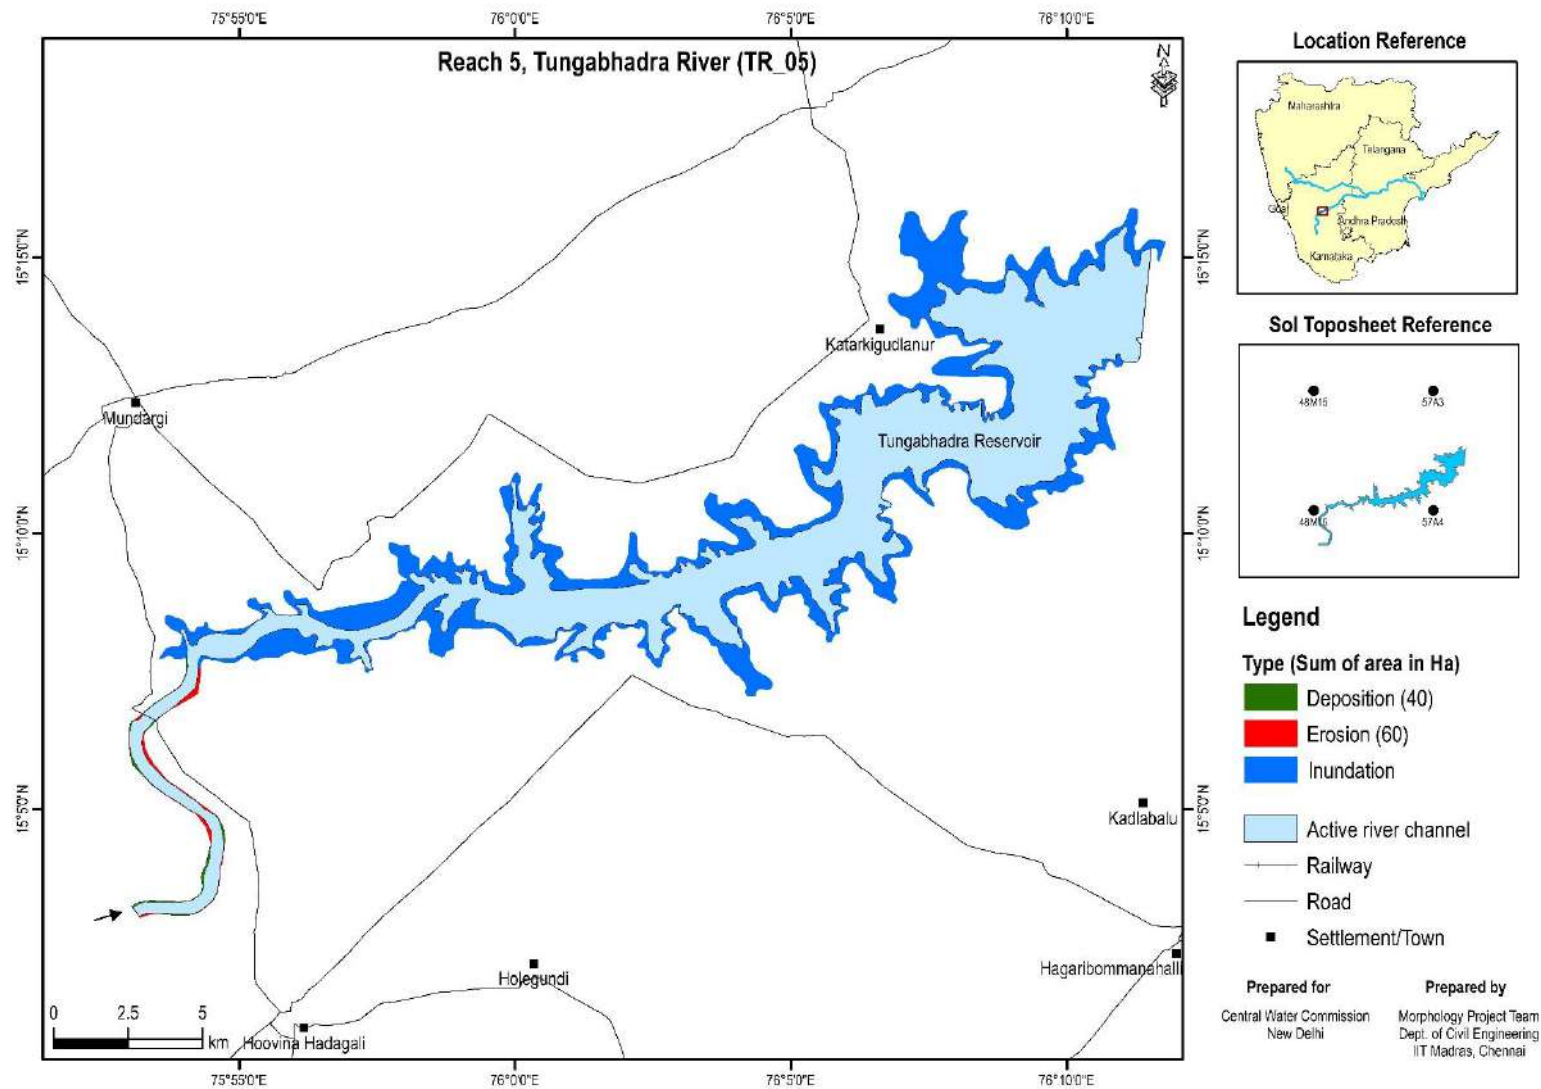 75°55'0"E
76°0'0"E
76°5'0"E
76°10'0"E
Reach 5, Tungabhadra River (TR_05)
N
15°15'0"N
15°15'0"N
Katarkigudlanur
Mundargi
Tungabhadra Reservoir
15°10'0"N
15°10'0"N
15°5'0"N
15°5'0"N
Kadlabalu
Hagaribommanahalli
Holegundi
Hoovina Hadagali
0 2.5 5
km
75°55'0"E
76°0'0"E
76°5'0"E
76°10'0"E
Location Reference
Maharashtra
Telangana
Goa
Andhra Pradesh
Karnataka
SoI Toposheet Reference
48M15
57A3
48M16
57A4
Legend
Type (Sum of area in Ha)
Deposition (40)
Erosion (60)
Inundation
Active river channel
Railway
Road
Settlement/Town
Prepared for
Central Water Commission
New Delhi
Prepared by
Morphology Project Team
Dept. of Civil Engineering
IIT Madras, Chennai